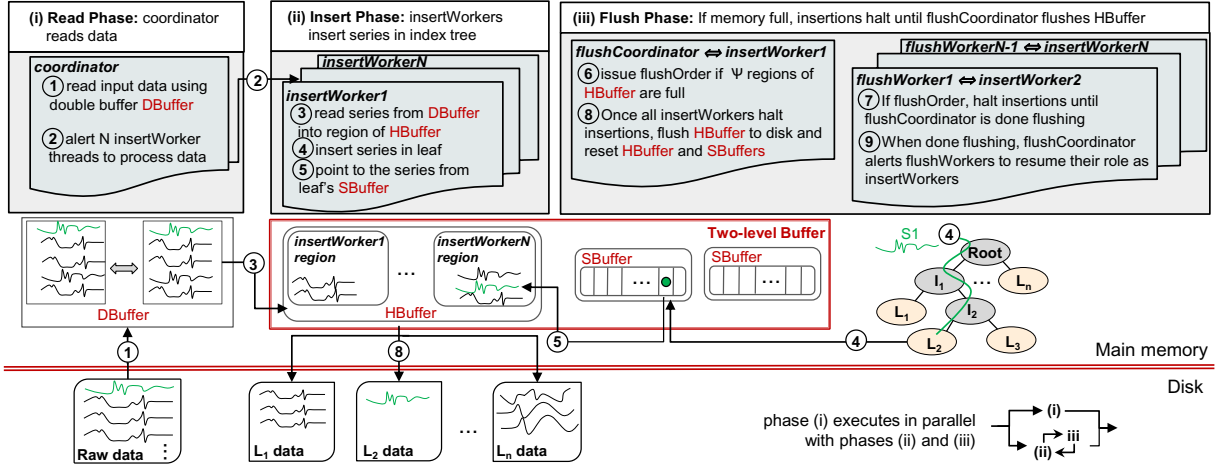 (i) Read Phase: coordinator
reads data
coordinator
1 read input data using
double buffer DBuffer
2 alert N insertWorker
threads to process data
2
(ii) Insert Phase: insertWorkers
insert series in index tree
insertWorkerN
insertWorker1
3 read series from DBuffer
into region of HBuffer
4 insert series in leaf
5 point to the series from
leaf's SBuffer
(iii) Flush Phase: If memory full, insertions halt until flushCoordinator flushes HBuffer
flushCoordinator ⇔ insertWorker1
6 issue flushOrder if Ψ regions of
HBuffer are full
8 Once all insertWorkers halt
insertions, flush HBuffer to disk and
reset HBuffer and SBuffers
flushWorkerN-1 ⇔ insertWorkerN
flushWorker1 ⇔ insertWorker2
7 If flushOrder, halt insertions until
flushCoordinator is done flushing
9 When done flushing, flushCoordinator
alerts flushWorkers to resume their role as
insertWorkers
DBuffer
3
Two-level Buffer
insertWorker1
region
...
insertWorkerN
region
HBuffer
SBuffer
...
SBuffer
...
S1
4
Root
I1
...
Ln
L1
I2
L2
L3
1
8
5
4
Main memory
Disk
Raw data
⋮
L1 data
L2 data
...
Ln data
phase (i) executes in parallel
with phases (ii) and (iii)
(i)
iii
(ii)